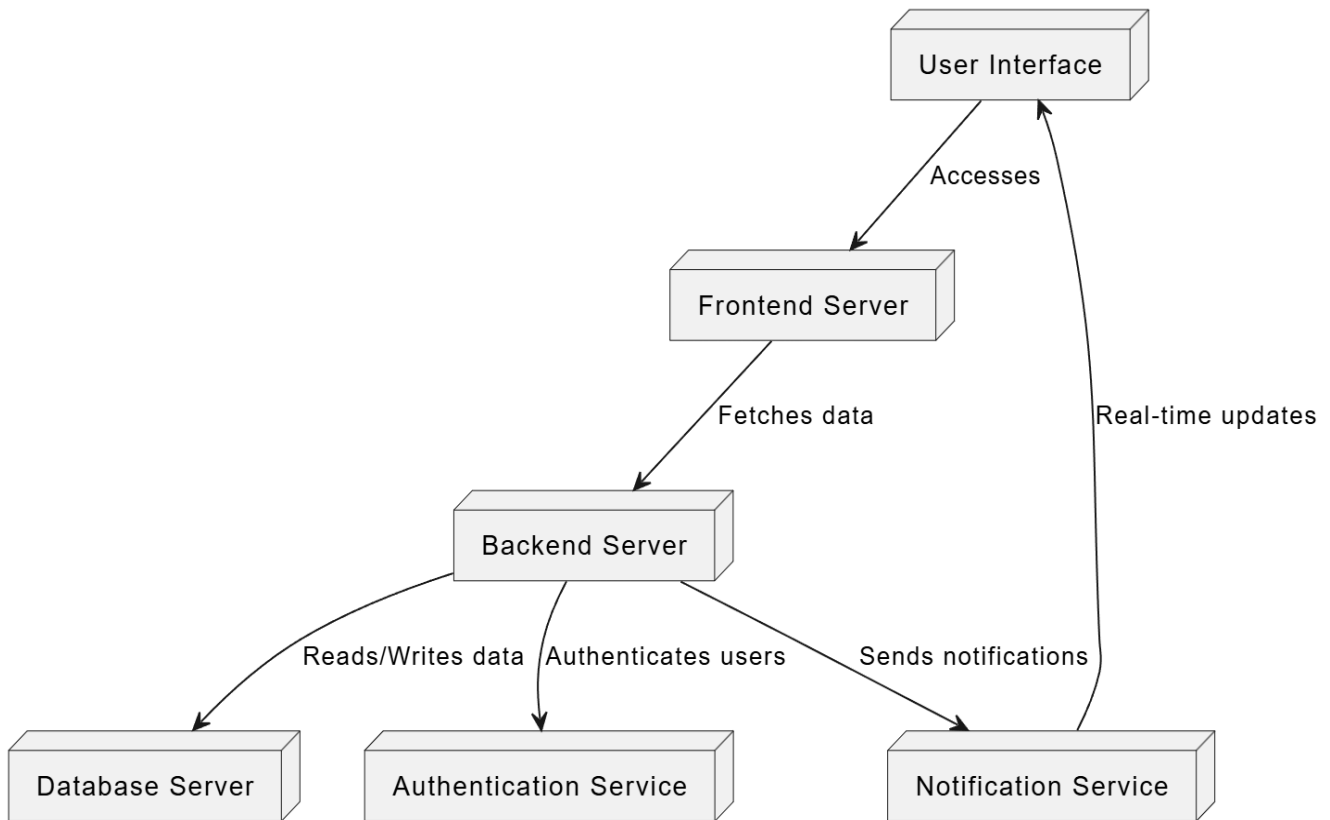 User Interface
Accesses
Frontend Server
Fetches data
Real-time updates
Backend Server
Reads/Writes data
Authenticates users
Sends notifications
Database Server
Authentication Service
Notification Service